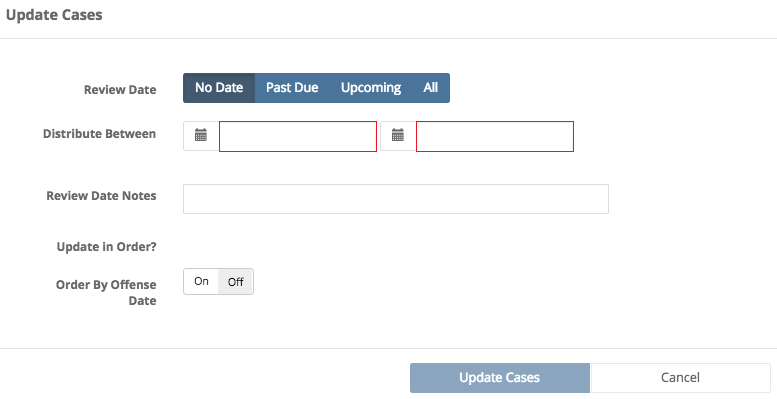 Update Cases
Review Date
No Date Past Due Upcoming All
Distribute Between
Review Date Notes
Update in Order?
Order By Offense
Date
On Off
Update Cases Cancel